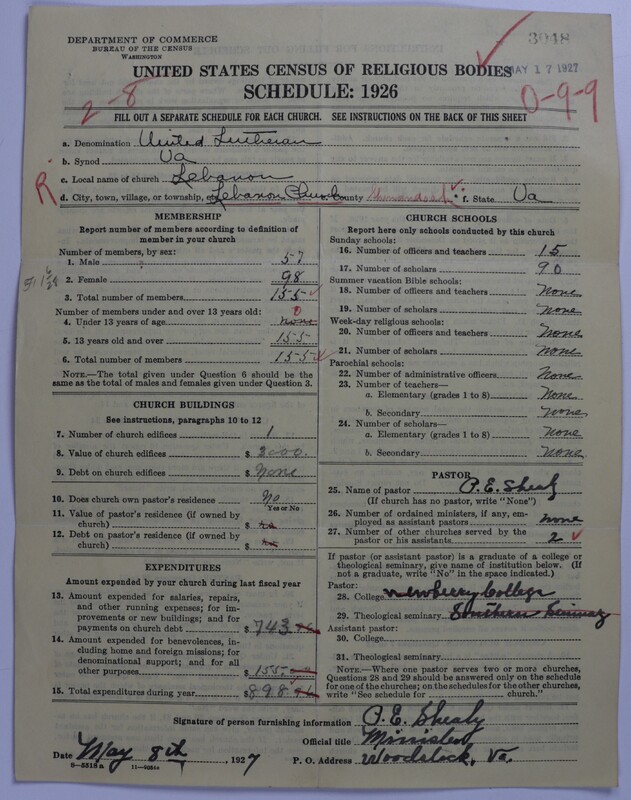 DEPARTMENT OF COMMERCE
BUREAU OF THE CENSUS
WASHINGTON
3048
MAY 17 1927
UNITED STATES CENSUS OF RELIGIOUS BODIES
SCHEDULE: 1926
2-8
0-9-9
FILL OUT A SEPARATE SCHEDULE FOR EACH CHURCH. SEE INSTRUCTIONS ON THE BACK OF THIS SHEET
a. Denomination United Lutheran
b. Synod Va
R
c. Local name of church Lebanon
d. City, town, village, or township, Lebanon Church County Shenandoah f. State Va
MEMBERSHIP
Report number of members according to definition of member in your church
Number of members, by sex:
1. Male 57
2. Female 98
3. Total number of members 155
Number of members under and over 13 years old: 0
4. Under 13 years of age none
5. 13 years old and over 155
6. Total number of members 155
NOTE.—The total given under Question 6 should be the same as the total of males and females given under Question 3.
CHURCH BUILDINGS
See instructions, paragraphs 10 to 12
7. Number of church edifices 1
8. Value of church edifices $ 3000
9. Debt on church edifices $ None
10. Does church own pastor's residence No
Yes or No
11. Value of pastor's residence (if owned by church) $
12. Debt on pastor's residence (if owned by church) $
EXPENDITURES
Amount expended by your church during last fiscal year
13. Amount expended for salaries, repairs, and other running expenses; for improvements or new buildings; and for payments on church debt $ 743
14. Amount expended for benevolences, including home and foreign missions; for denominational support; and for all other purposes $ 155
15. Total expenditures during year $ 898
CHURCH SCHOOLS
Report here only schools conducted by this church
Sunday schools:
16. Number of officers and teachers 15
17. Number of scholars 90
Summer vacation Bible schools:
18. Number of officers and teachers None
19. Number of scholars None
Week-day religious schools:
20. Number of officers and teachers None
21. Number of scholars None
Parochial schools:
22. Number of administrative officers None
23. Number of teachers—
a. Elementary (grades 1 to 8) None
b. Secondary None
24. Number of scholars—
a. Elementary (grades 1 to 8) none
b. Secondary None
PASTOR
25. Name of pastor P. E. Shealy
(If church has no pastor, write "None")
26. Number of ordained ministers, if any, employed as assistant pastors none
27. Number of other churches served by the pastor or his assistants 2
If pastor (or assistant pastor) is a graduate of a college or theological seminary, give name of institution below. (If not a graduate, write "No" in the space indicated.)
Pastor:
28. College Newberry College
29. Theological seminary Southern Seminary
Assistant pastor:
30. College
31. Theological seminary
NOTE.—Where one pastor serves two or more churches, Questions 28 and 29 should be answered only on the schedule for one of the churches; on the schedules for the other churches, write "See schedule for church."
Signature of person furnishing information P. E. Shealy
Official title Minister
Date May 8th, 1927
P. O. Address Woodstock, Va.
8-5518a